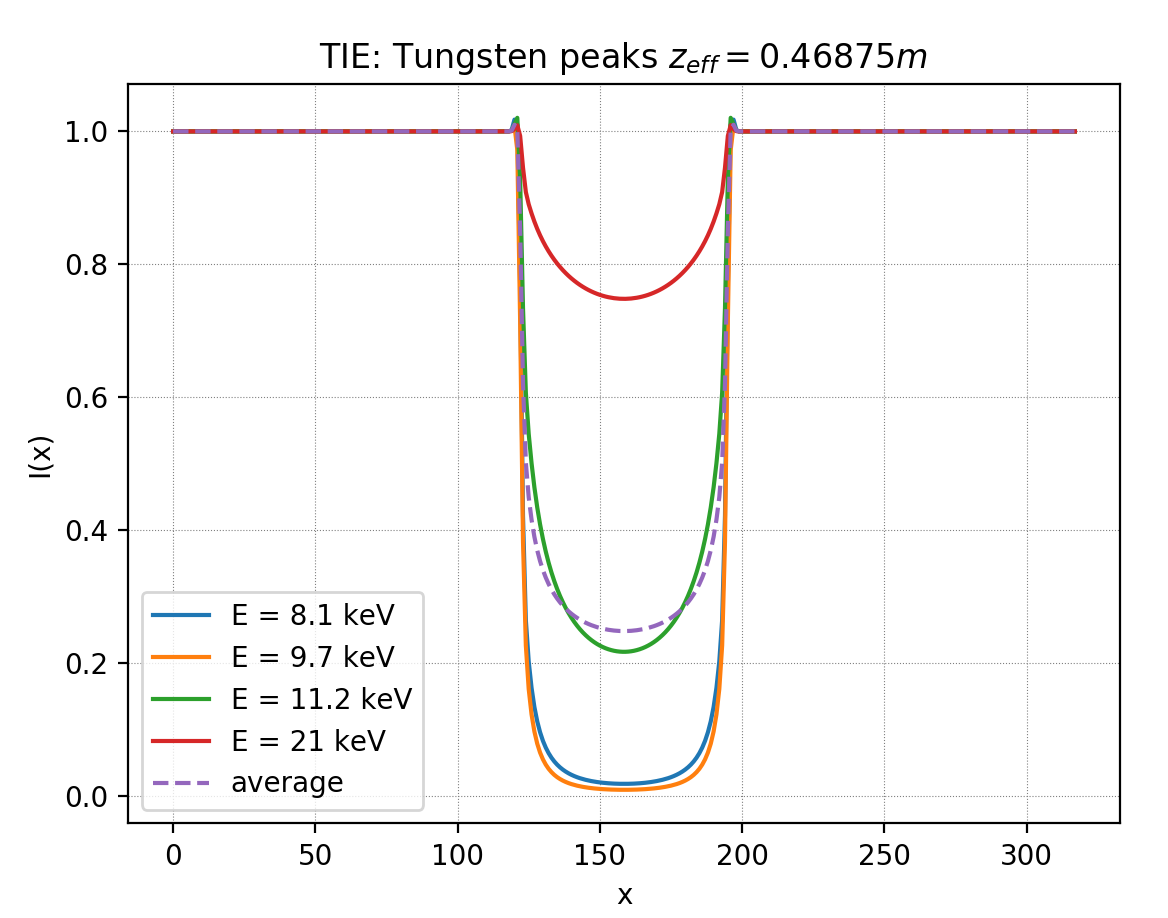 TIE: Tungsten peaks z_eff = 0.46875m
I(x)
1.0
0.8
0.6
0.4
0.2
0.0
E = 8.1 keV
E = 9.7 keV
E = 11.2 keV
E = 21 keV
average
0 50 100 150 200 250 300
x